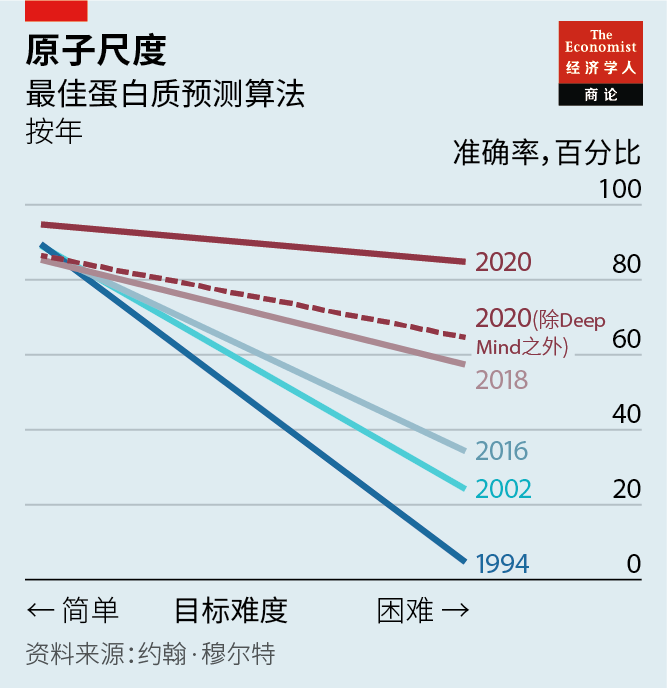 原子尺度
最佳蛋白质预测算法
按年
The
Economist
经济学人
商论
准确率，百分比
100
80
60
40
20
0
2020
2020(除Deep
Mind之外)
2018
2016
2002
1994
← 简单 目标难度 困难 →
资料来源：约翰·穆尔特